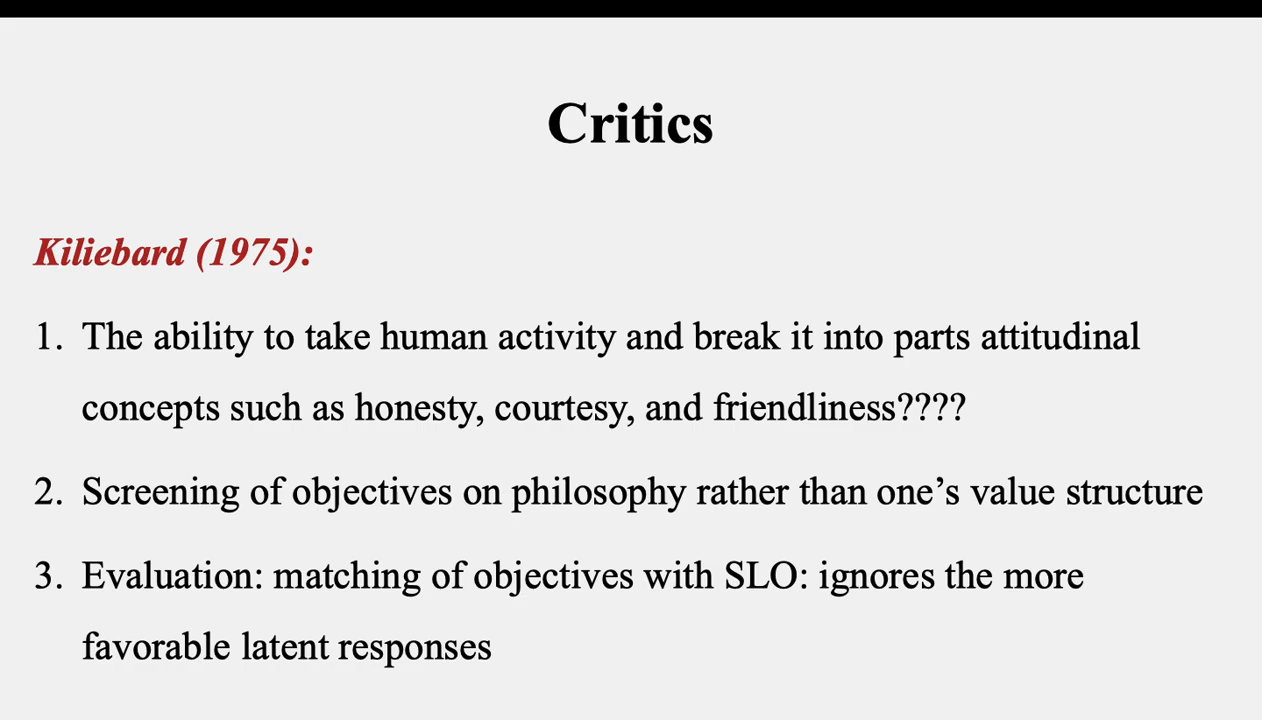 Critics
Kiliebard (1975):
1. The ability to take human activity and break it into parts attitudinal
concepts such as honesty, courtesy, and friendliness????
2. Screening of objectives on philosophy rather than one’s value structure
3. Evaluation: matching of objectives with SLO: ignores the more
favorable latent responses